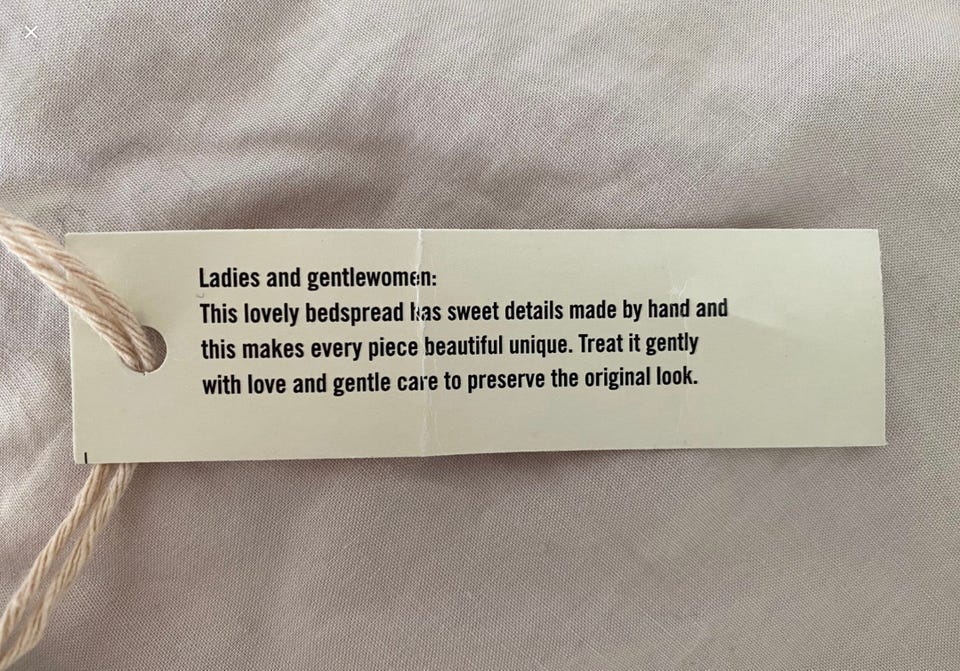 Ladies and gentlewomen:
This lovely bedspread has sweet details made by hand and
this makes every piece beautiful unique. Treat it gently
with love and gentle care to preserve the original look.